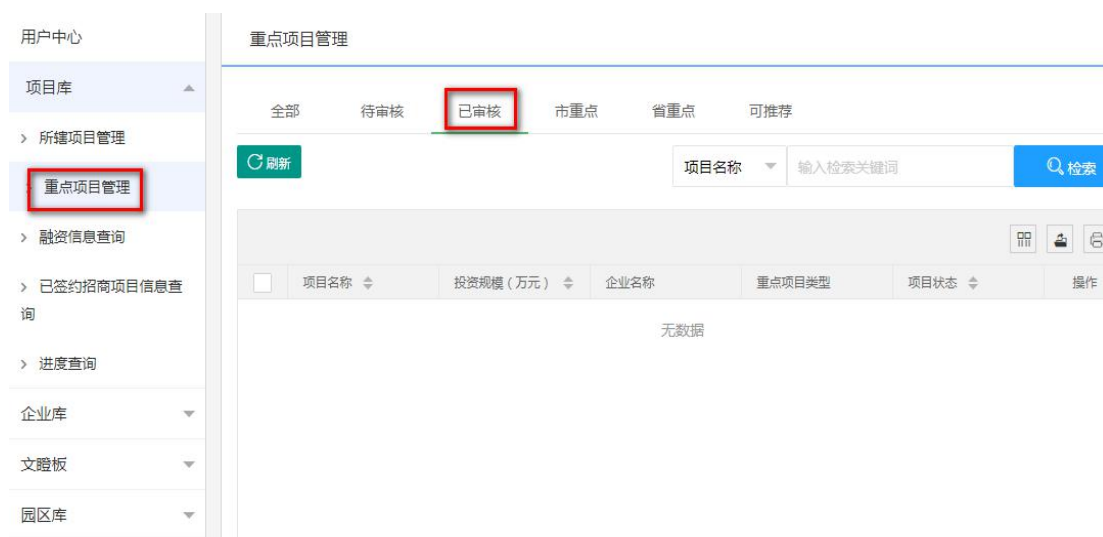 用户中心
项目库
所辖项目管理
重点项目管理
融资信息查询
已签约招商项目信息查
询
进度查询
企业库
文瞪板
园区库
重点项目管理
全部 待审核 已审核 市重点 省重点 可推荐
刷新 项目名称 输入检索关键词 检索
项目名称 投资规模(万元) 企业名称 重点项目类型 项目状态 操作
无数据